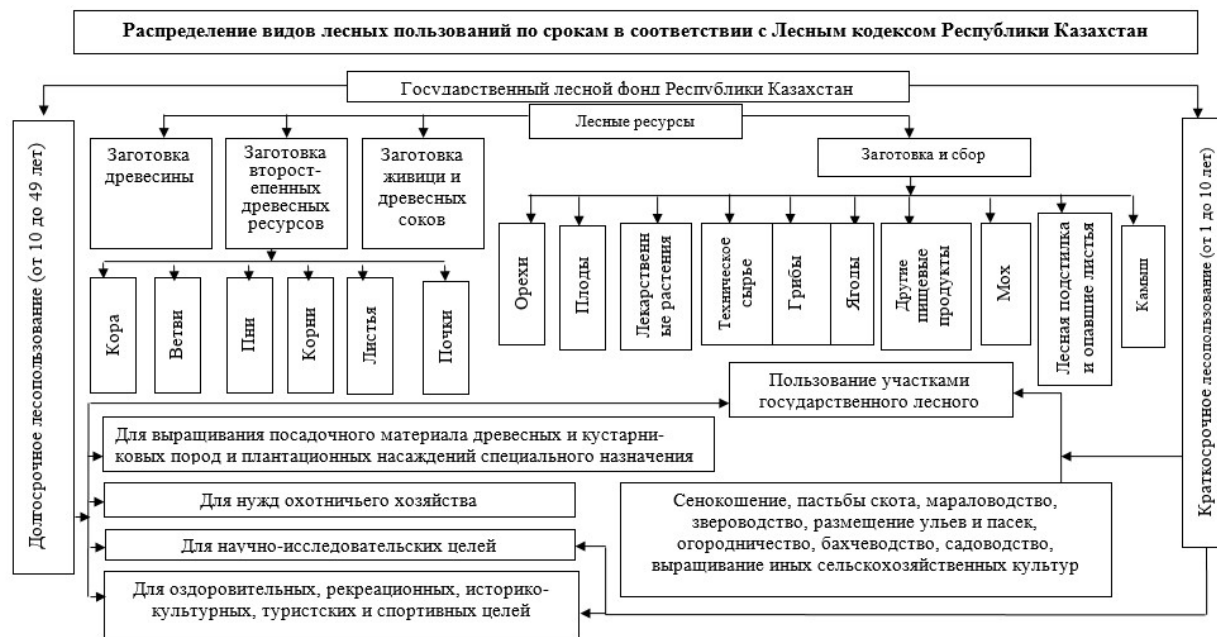 Распределение видов лесных пользований по срокам в соответствии с Лесным кодексом Республики Казахстан
Государственный лесной фонд Республики Казахстан
Лесные ресурсы
Долгосрочное лесопользование (от 10 до 49 лет)
Заготовка
древесины
Заготовка
второст-
епенных
древесных
ресурсов
Заготовка
живици и
древесных
соков
Заготовка и сбор
Краткосрочное лесопользование (от 1 до 10 лет)
Кора
Ветви
Пни
Корни
Листья
Почки
Орехи
Плоды
Лекарственн
ые растения
Техническое
сырье
Грибы
Ягоды
Другие
пищевые
продукты
Мох
Лесная подстилка
и опавшие листья
Камыш
Пользование участками
государственного лесного
Для выращивания посадочного материала древесных и кустарни-
ковых пород и плантационных насаждений специального назначения
Для нужд охотничьего хозяйства
Для научно-исследовательских целей
Для оздоровительных, рекреационных, историко-
культурных, туристских и спортивных целей
Сенокошение, пастьбы скота, мараловодство,
звероводство, размещение ульев и пасек,
огородничество, бахчеводство, садоводство,
выращивание иных сельскохозяйственных культур